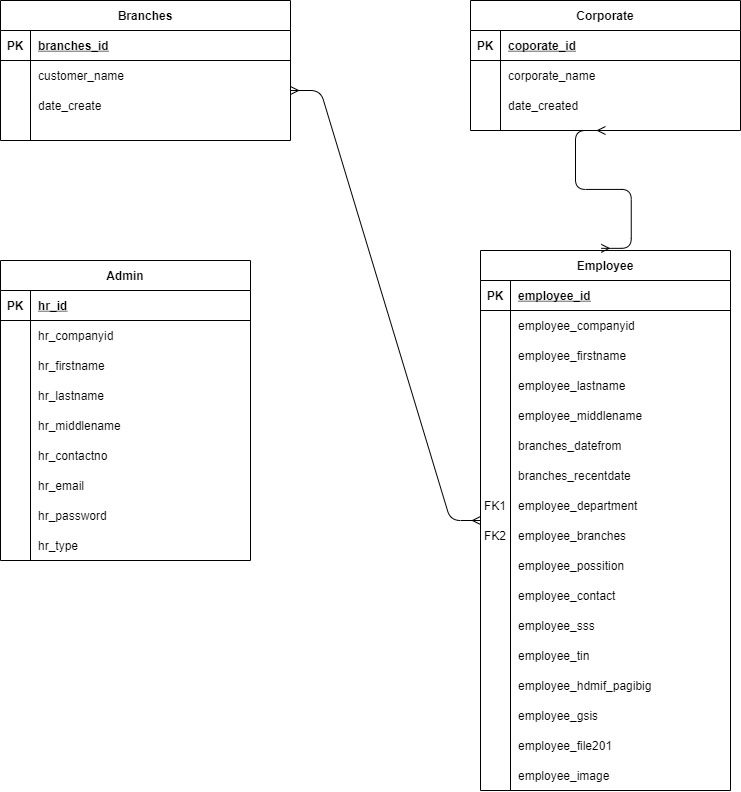 Branches
PK branches_id
customer_name
date_create
Corporate
PK coporate_id
corporate_name
date_created
Admin
PK hr_id
hr_companyid
hr_firstname
hr_lastname
hr_middlename
hr_contactno
hr_email
hr_password
hr_type
Employee
PK employee_id
employee_companyid
employee_firstname
employee_lastname
employee_middlename
branches_datefrom
branches_recentdate
FK1 employee_department
FK2 employee_branches
employee_possition
employee_contact
employee_sss
employee_tin
employee_hdmif_pagibig
employee_gsis
employee_file201
employee_image